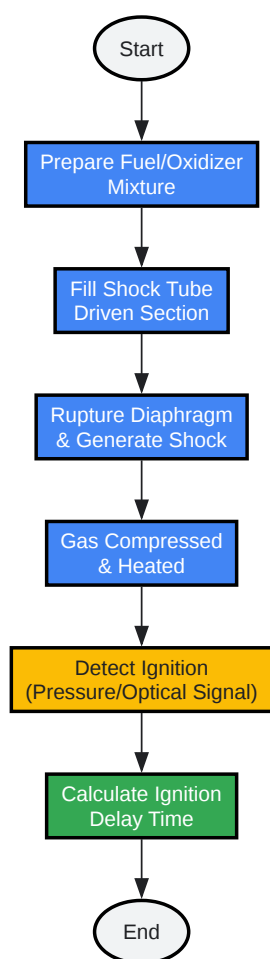 Start
Prepare Fuel/Oxidizer
Mixture
Fill Shock Tube
Driven Section
Rupture Diaphragm
& Generate Shock
Gas Compressed
& Heated
Detect Ignition
(Pressure/Optical Signal)
Calculate Ignition
Delay Time
End